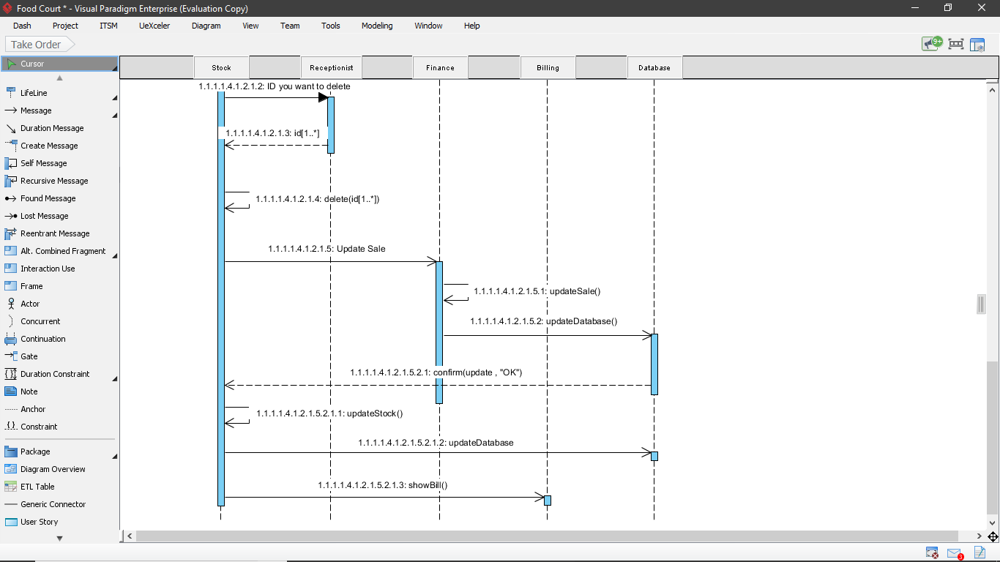 Food Court * - Visual Paradigm Enterprise (Evaluation Copy)
Dash Project ITSM UeXceler Diagram View Team Tools Modeling Window Help
Take Order
9+
Cursor
LifeLine
Message
Duration Message
Create Message
Self Message
Recursive Message
Found Message
Lost Message
Reentrant Message
Alt. Combined Fragment
Interaction Use
Frame
Actor
Concurrent
Continuation
Gate
Duration Constraint
Note
Anchor
Constraint
Package
Diagram Overview
ETL Table
Generic Connector
User Story
Stock Receptionist Finance Billing Database
1.1.1.1.4.1.2.1.2: ID you want to delete
1.1.1.1.4.1.2.1.3: id[1..*]
1.1.1.1.4.1.2.1.4: delete(id[1..*])
1.1.1.1.4.1.2.1.5: Update Sale
1.1.1.1.4.1.2.1.5.1: updateSale()
1.1.1.1.4.1.2.1.5.2: updateDatabase()
1.1.1.1.4.1.2.1.5.2.1: confirm(update , "OK")
1.1.1.1.4.1.2.1.5.2.1.1: updateStock()
1.1.1.1.4.1.2.1.5.2.1.2: updateDatabase
1.1.1.1.4.1.2.1.5.2.1.3: showBill()
3